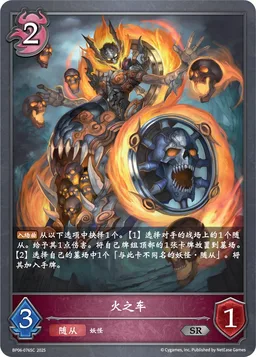 2
入场曲 从以下选项中抉择1个。【1】选择对手的战场上的1个随
从。给予其1点伤害。将自己牌组顶部的1张卡牌放置到墓场。
【2】选择自己的墓场中1个「与此卡不同名的妖怪・随从」。将
其加入手牌。
火之车
3
随从 妖怪
SR
1
BP06-076SC 2025
© Cygames, Inc. Published by NetEase Games